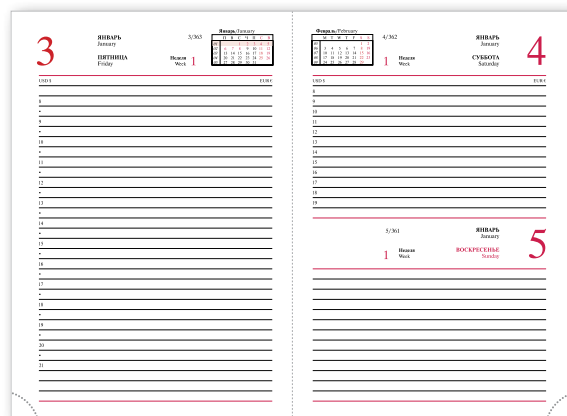 3
ЯНВАРЬ
January
ПЯТНИЦА
Friday
3/363
Неделя
Week
1
Январь/January
USD $ EUR €
8
9
10
11
12
13
14
15
16
17
18
19
20
21
Февраль/February
M T W T F S S
4/362
1
Неделя
Week
ЯНВАРЬ
January
СУББОТА
Saturday
4
USD $ EUR €
8
9
10
11
12
13
14
15
16
17
18
19
5/361
1
Неделя
Week
ЯНВАРЬ
January
ВОСКРЕСЕНЬЕ
Sunday
5